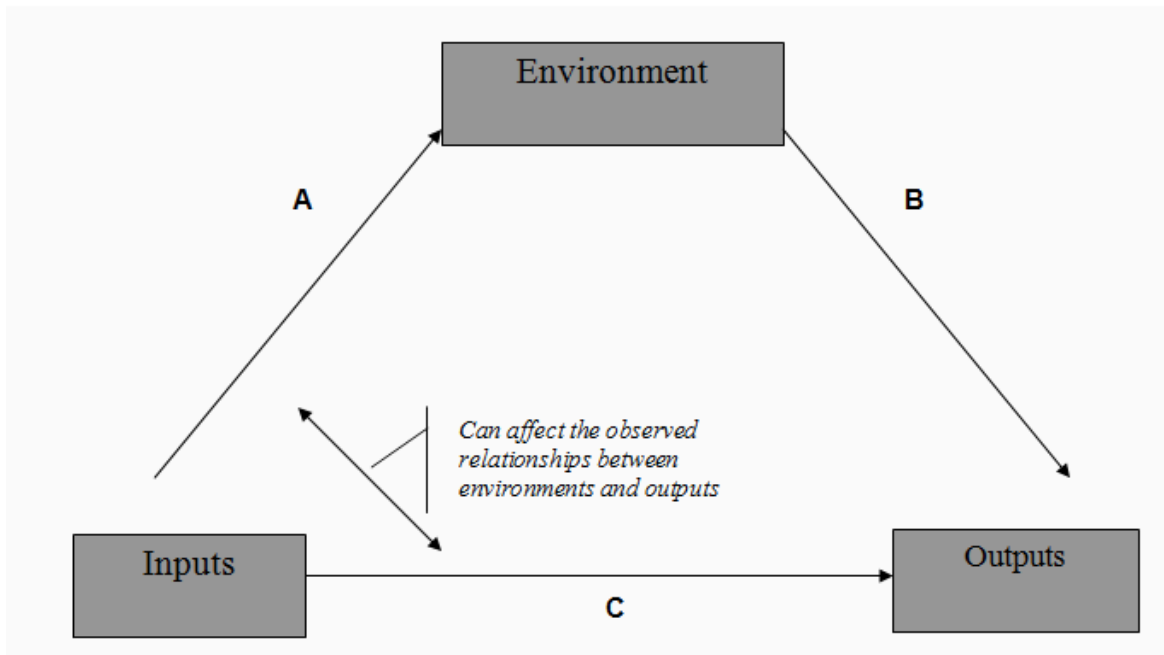 Environment
A
B
Can affect the observed
relationships between
environments and outputs
Inputs
Outputs
C